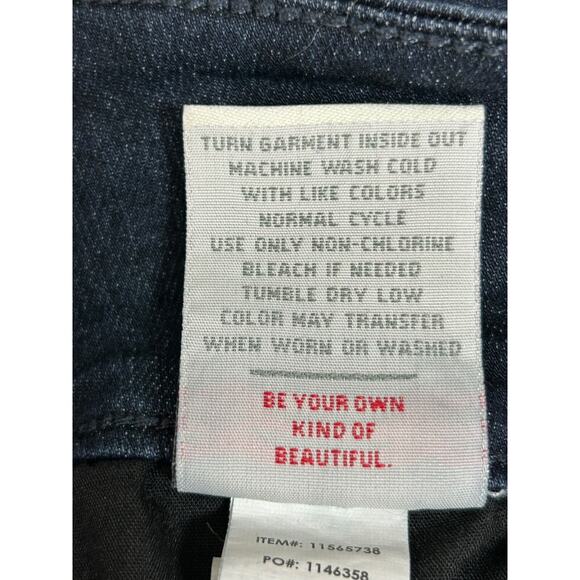 TURN GARMENT INSIDE OUT
MACHINE WASH COLD
WITH LIKE COLORS
NORMAL CYCLE
USE ONLY NON-CHLORINE
BLEACH IF NEEDED
TUMBLE DRY LOW
COLOR MAY TRANSFER
WHEN WORN OR WASHED
BE YOUR OWN
KIND OF
BEAUTIFUL.
ITEM#: 11565738
PO#: 1146358